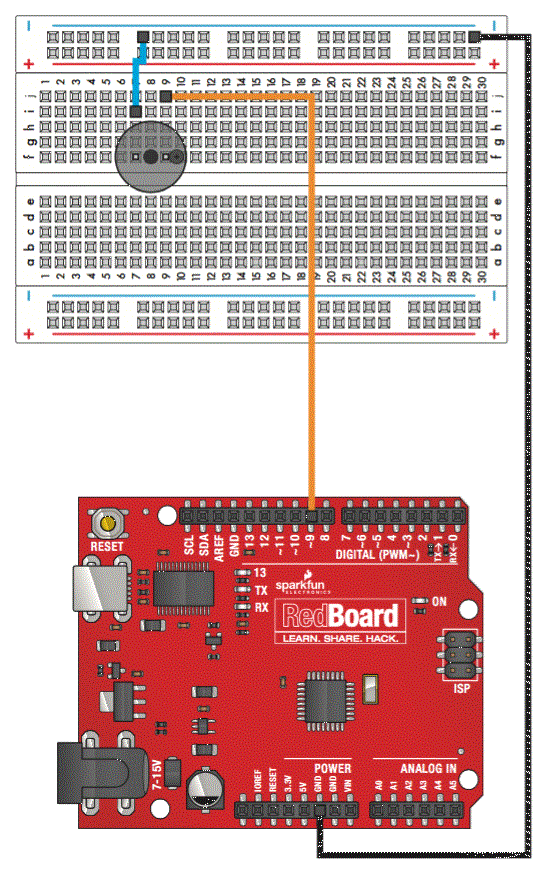 − −
+ +
1 2 3 4 5 6 7 8 9 10 11 12 13 14 15 16 17 18 19 20 21 22 23 24 25 26 27 28 29 30
j j
i i
h h
g g
f f
e e
d d
c c
b b
a a
1 2 3 4 5 6 7 8 9 10 11 12 13 14 15 16 17 18 19 20 21 22 23 24 25 26 27 28 29 30
− −
+ +
RESET
SCL SDA AREF GND 13 12 ~11 ~10 ~9 8 7 ~6 ~5 4 ~3 2 TX→1 RX←0
DIGITAL (PWM~)
13
TX
RX
sparkfun
ELECTRONICS
RedBoard
LEARN. SHARE. HACK.
ON
ISP
7-15V
POWER ANALOG IN
IOREF RESET 3.3V 5V GND GND VIN A0 A1 A2 A3 A4 A5